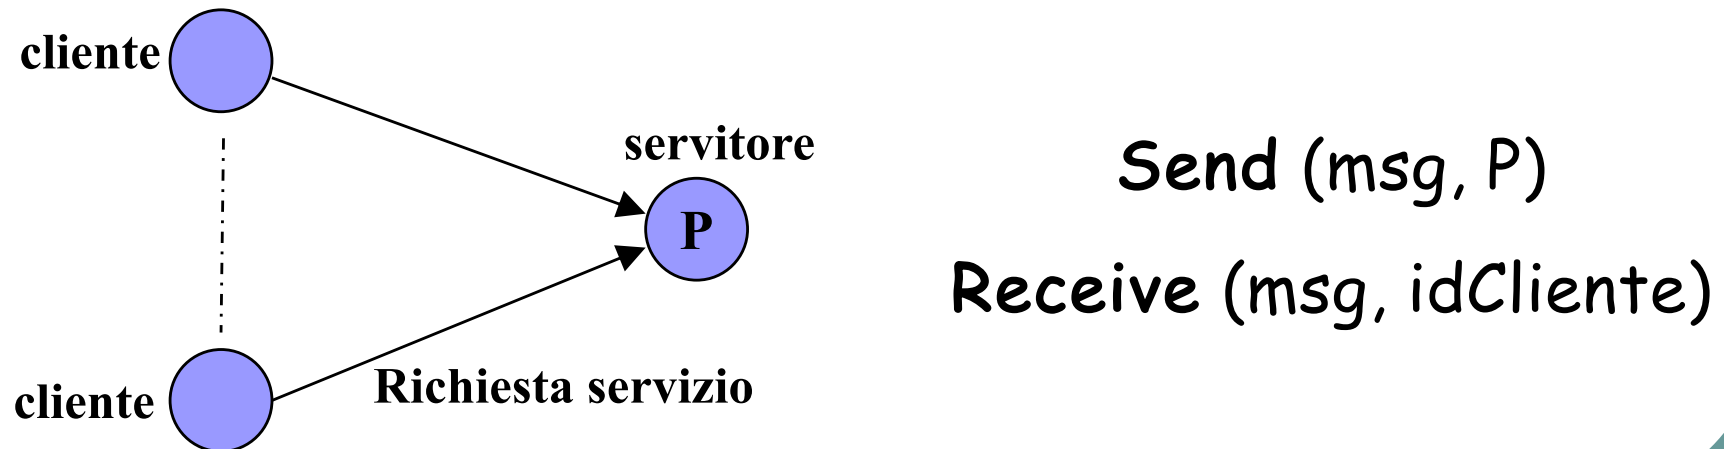 cliente
servitore
P
cliente
Richiesta servizio
Send (msg, P)
Receive (msg, idCliente)